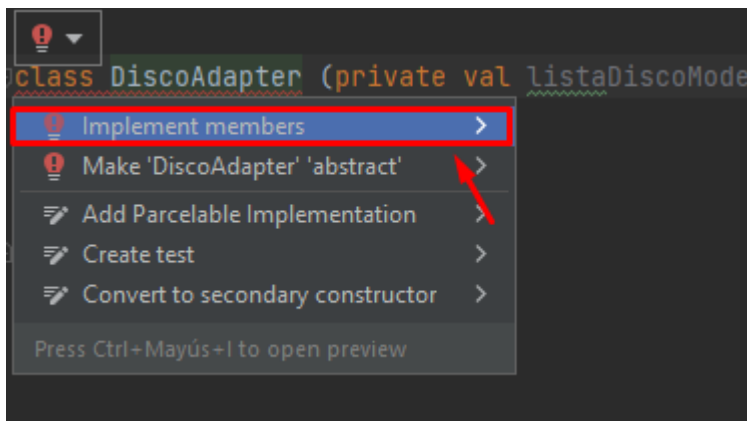 class DiscoAdapter (private val listaDiscoMode
Implement members
Make 'DiscoAdapter' 'abstract'
Add Parcelable Implementation
Create test
Convert to secondary constructor
Press Ctrl+Mayús+I to open preview